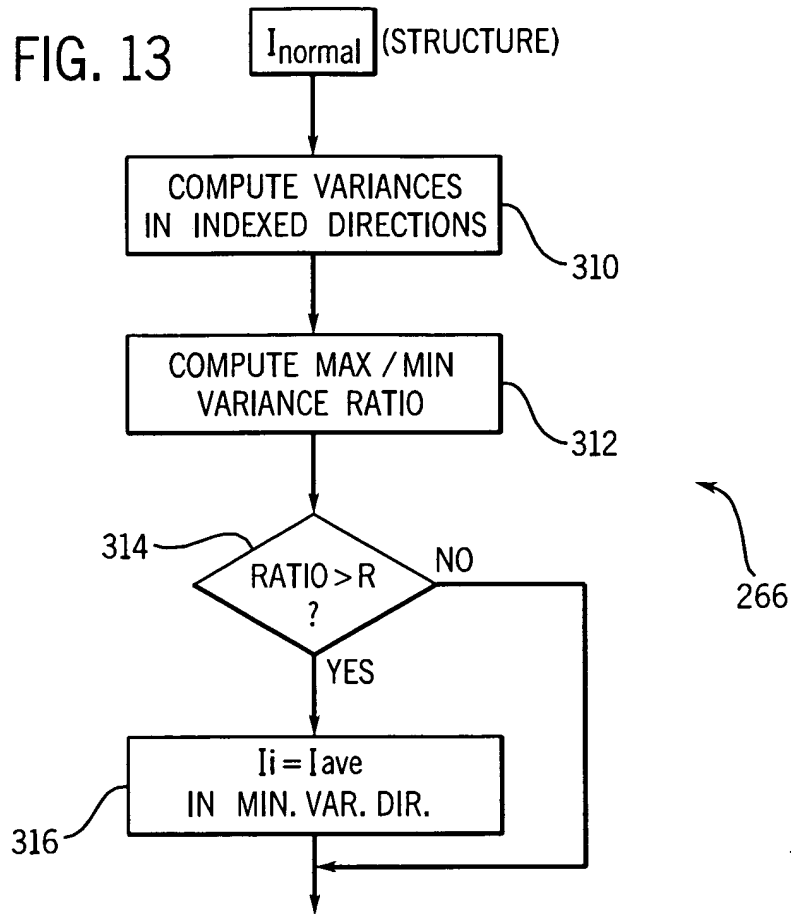 FIG. 13
Inormal (STRUCTURE)
COMPUTE VARIANCES
IN INDEXED DIRECTIONS
310
COMPUTE MAX / MIN
VARIANCE RATIO
312
314
RATIO > R
?
NO
266
YES
Ii = Iave
IN MIN. VAR. DIR.
316